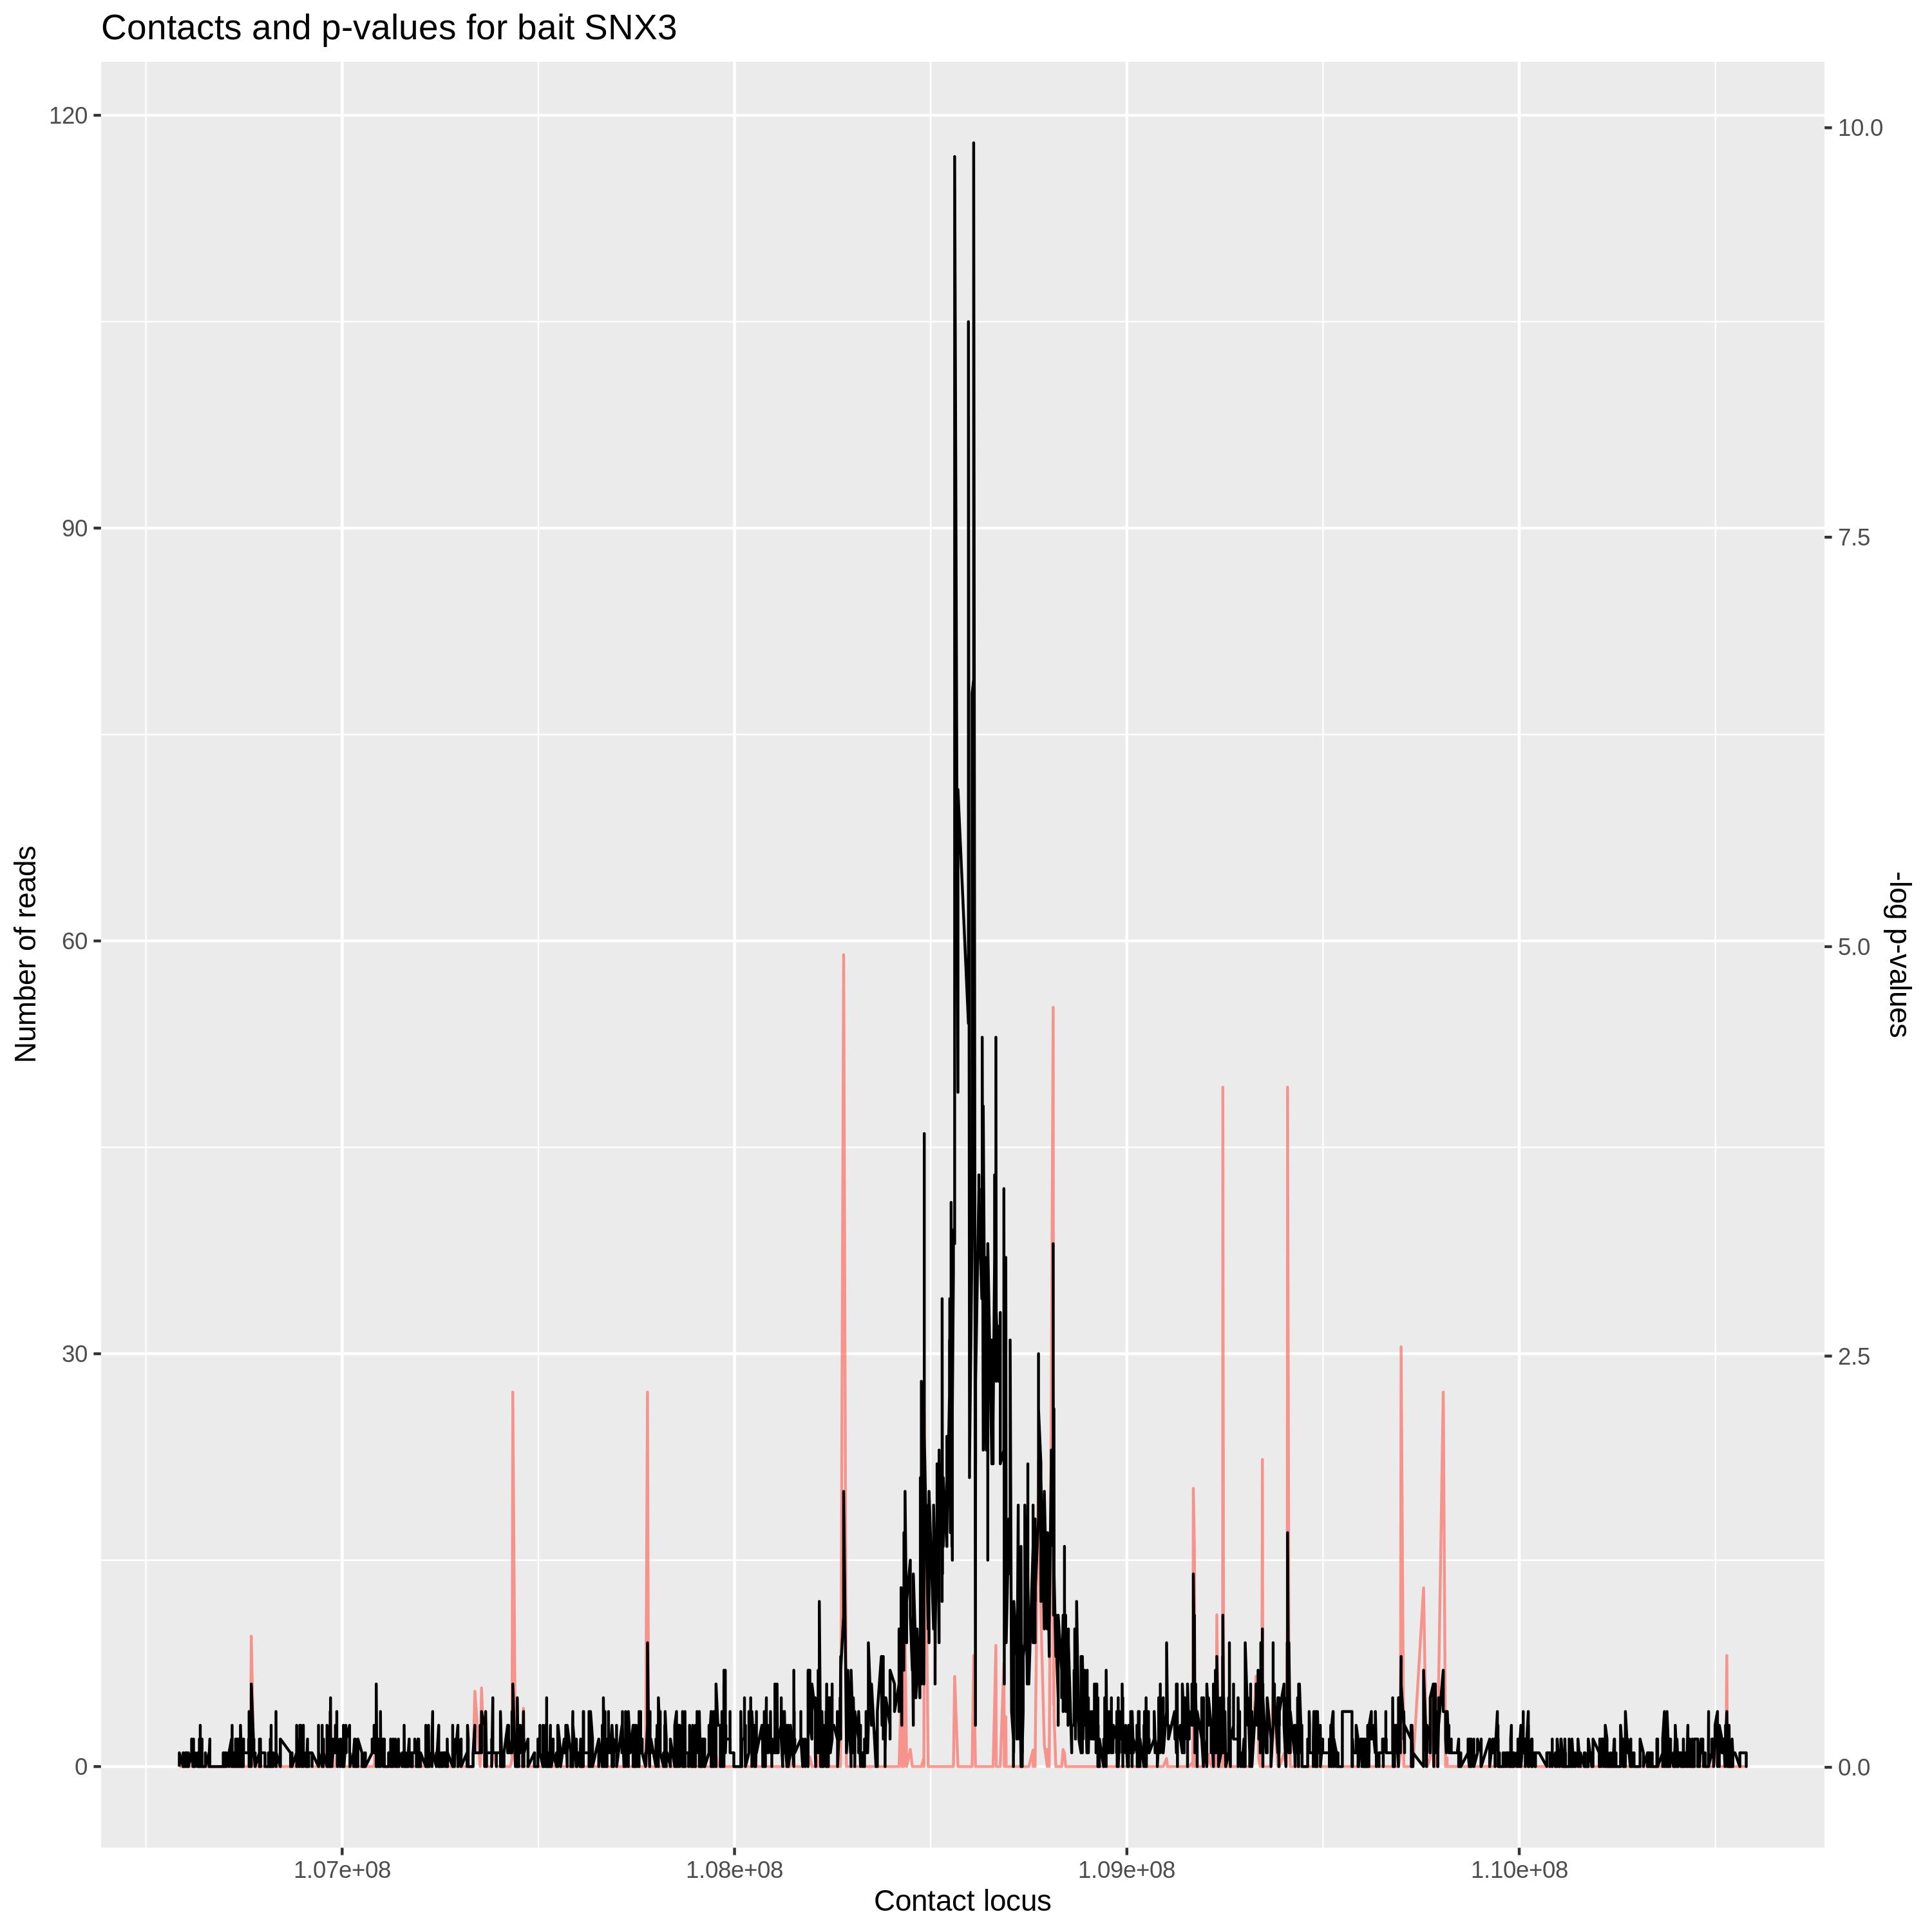 Contacts and p-values for bait SNX3
120
90
60
30
0
10.0
7.5
5.0
2.5
0.0
Number of reads
-log p-values
1.07e+08 1.08e+08 1.09e+08 1.10e+08
Contact locus